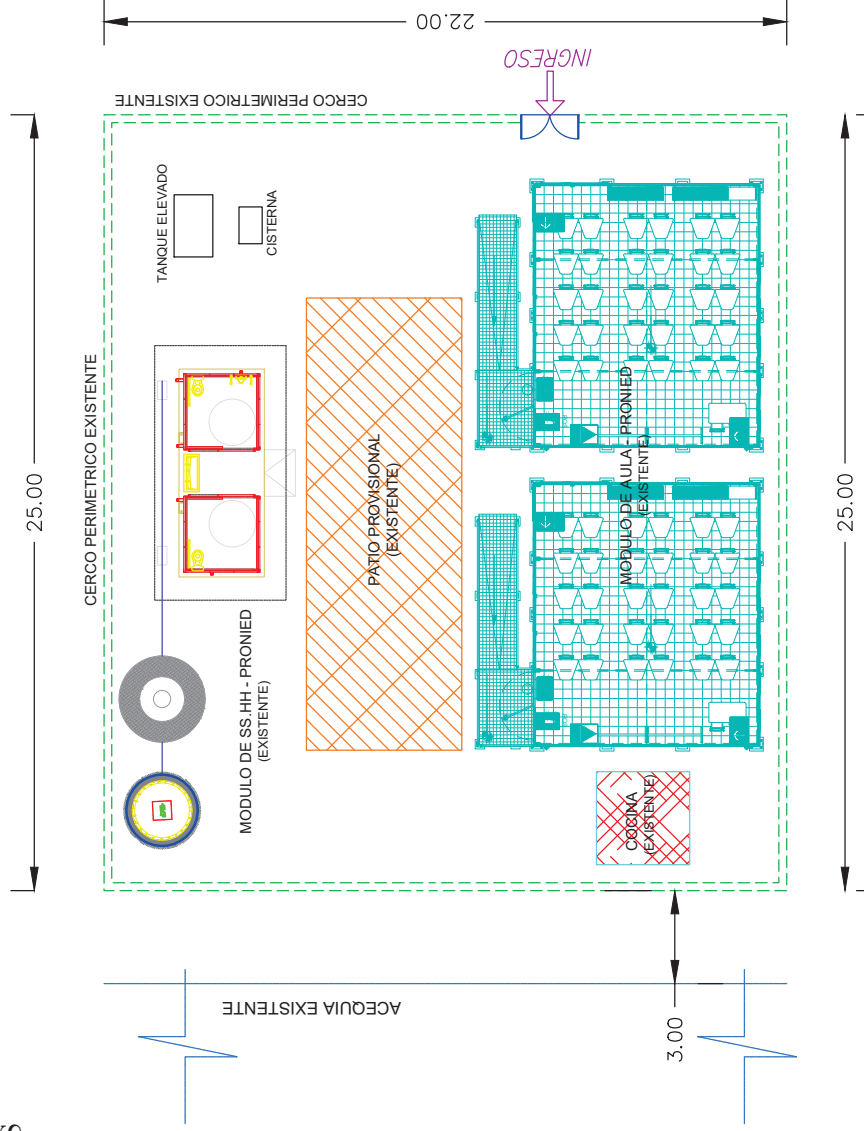 22.00
INGRESO
CERCO PERIMETRICO EXISTENTE
TANQUE ELEVADO
CISTERNA
25.00
CERCO PERIMETRICO EXISTENTE
PATIO PROVISIONAL
(EXISTENTE)
MODULO DE AULA - PRONIED
(EXISTENTE)
25.00
MODULO DE SS.HH - PRONIED
(EXISTENTE)
COCINA
(EXISTENTE)
ACEQUIA EXISTENTE
3.00